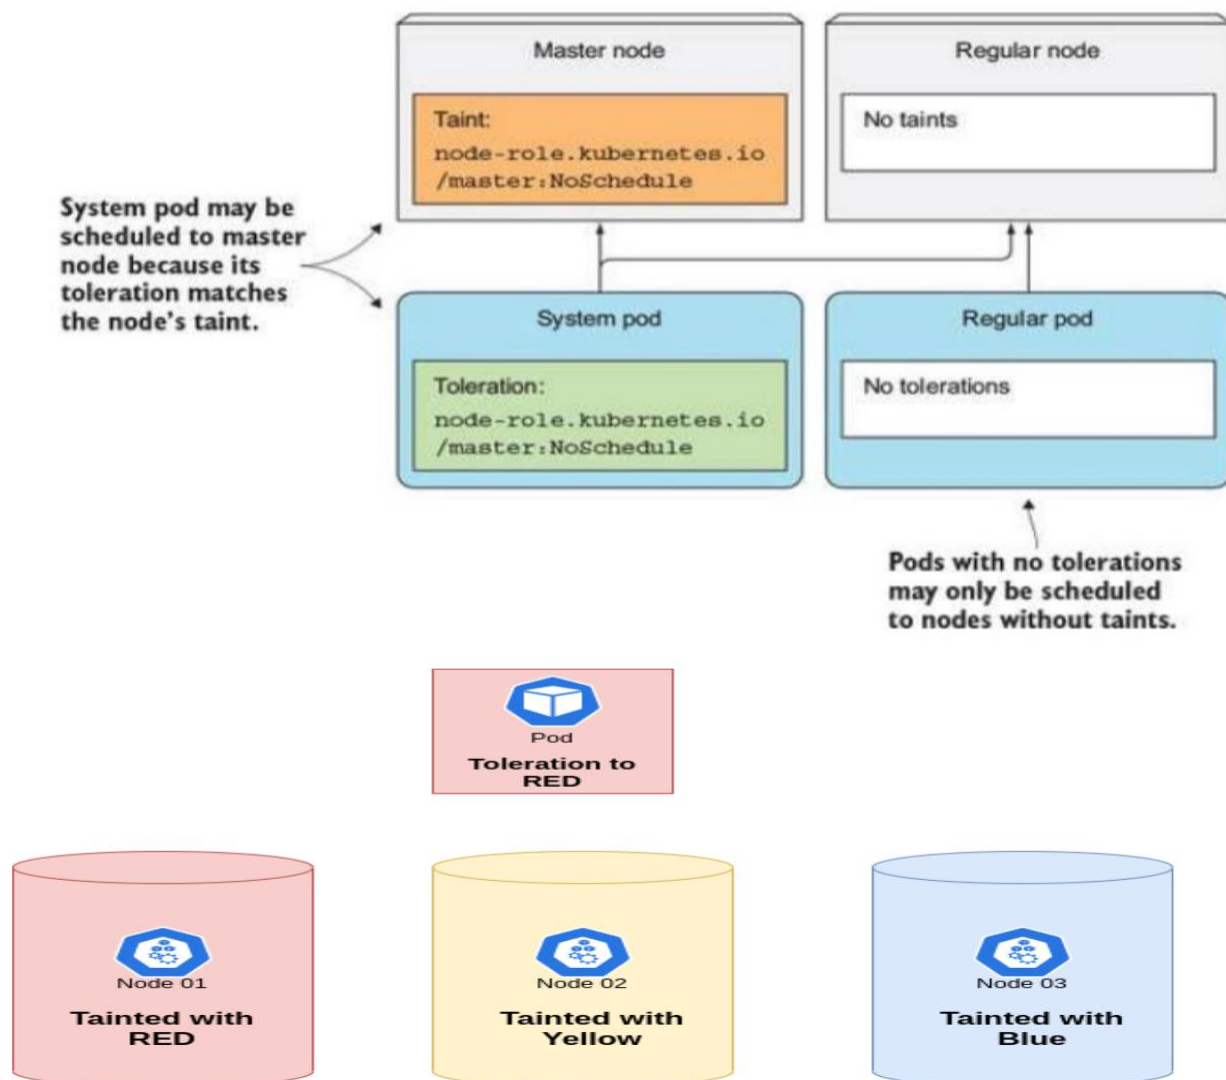 Master node
Taint:
node-role.kubernetes.io
/master:NoSchedule
Regular node
No taints
System pod may be
scheduled to master
node because its
toleration matches
the node's taint.
System pod
Toleration:
node-role.kubernetes.io
/master:NoSchedule
Regular pod
No tolerations
Pods with no tolerations
may only be scheduled
to nodes without taints.
Pod
Toleration to
RED
Node 01
Tainted with
RED
Node 02
Tainted with
Yellow
Node 03
Tainted with
Blue